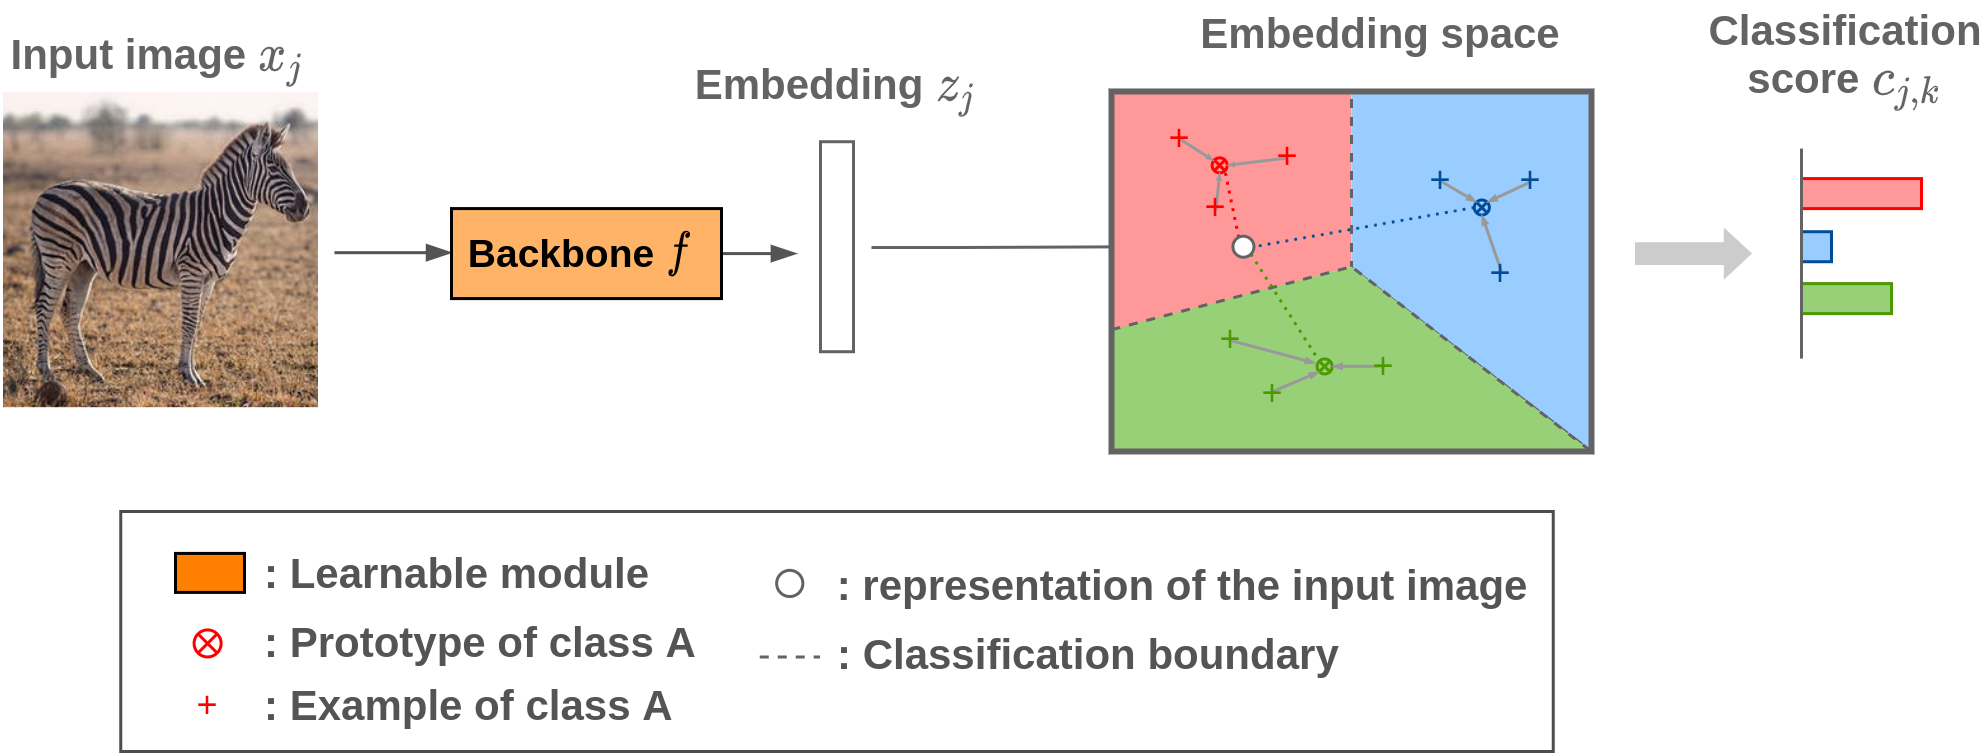 Input image x_j
Embedding z_j
Embedding space
Classification
score c_{j,k}
Backbone f
: Learnable module
: Prototype of class A
: Example of class A
: representation of the input image
: Classification boundary